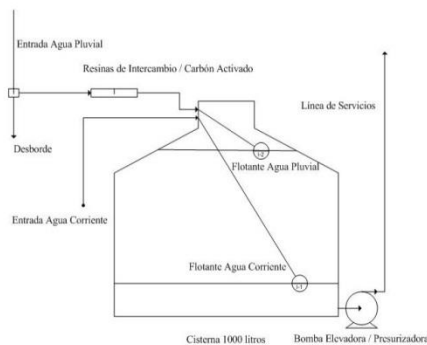 Entrada Agua Pluvial
Resinas de Intercambio / Carbón Activado
Línea de Servicios
Desborde
Flotante Agua Pluvial
Entrada Agua Corriente
Flotante Agua Corriente
Cisterna 1000 litros
Bomba Elevadora / Presurizadora